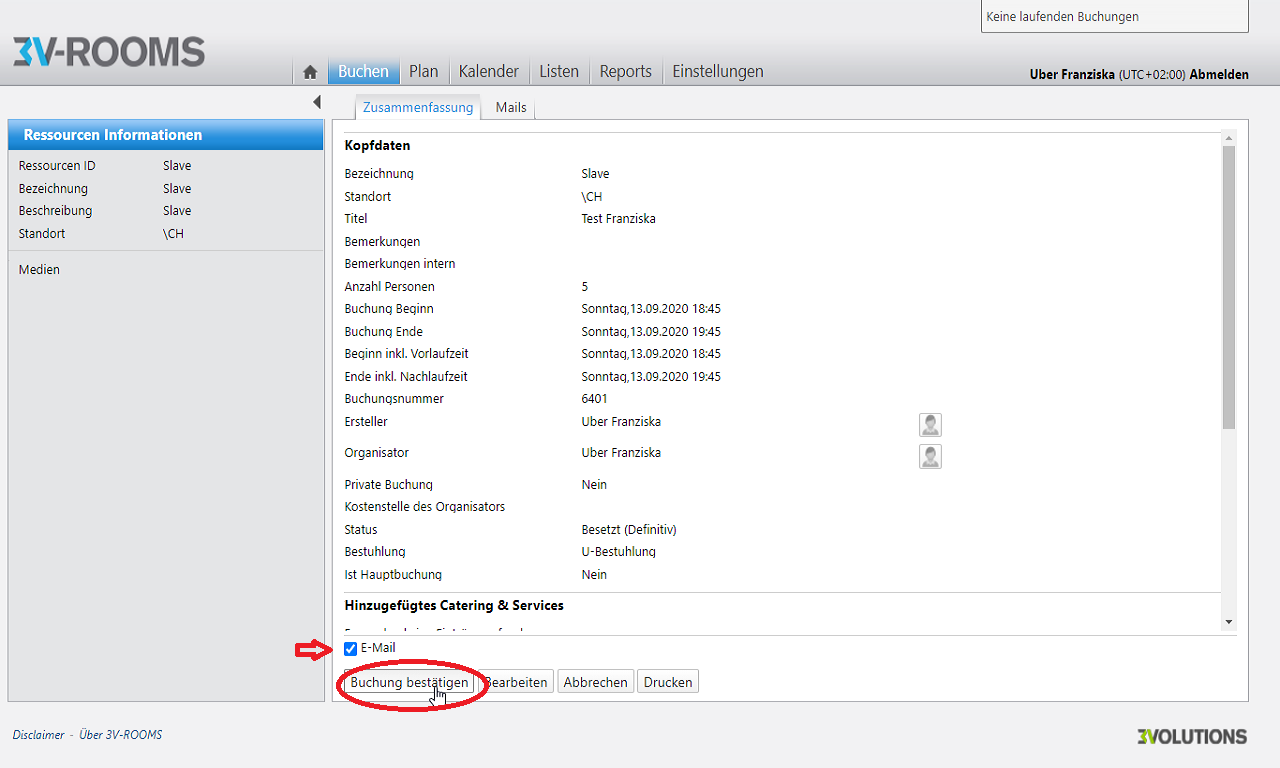 Keine laufenden Buchungen
3V-ROOMS
Buchen Plan Kalender Listen Reports Einstellungen
Uber Franziska (UTC+02:00) Abmelden
Zusammenfassung Mails
Ressourcen Informationen
Ressourcen ID Slave
Bezeichnung Slave
Beschreibung Slave
Standort \CH
Medien
Kopfdaten
Bezeichnung Slave
Standort \CH
Titel Test Franziska
Bemerkungen
Bemerkungen intern
Anzahl Personen 5
Buchung Beginn Sonntag,13.09.2020 18:45
Buchung Ende Sonntag,13.09.2020 19:45
Beginn inkl. Vorlaufzeit Sonntag,13.09.2020 18:45
Ende inkl. Nachlaufzeit Sonntag,13.09.2020 19:45
Buchungsnummer 6401
Ersteller Uber Franziska
Organisator Uber Franziska
Private Buchung Nein
Kostenstelle des Organisators
Status Besetzt (Definitiv)
Bestuhlung U-Bestuhlung
Ist Hauptbuchung Nein
Hinzugefügtes Catering & Services
E-Mail
Buchung bestätigen Bearbeiten Abbrechen Drucken
Disclaimer - Über 3V-ROOMS
3VOLUTIONS